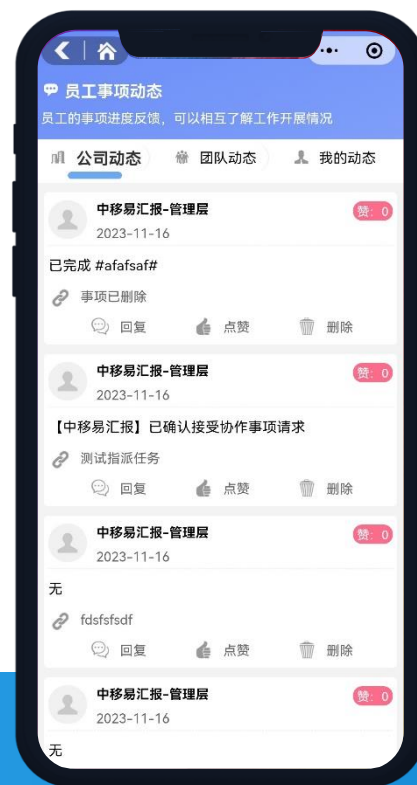 员工事项动态
员工的事项进度反馈，可以相互了解工作开展情况
公司动态 团队动态 我的动态
中移易汇报-管理层 赞：0
2023-11-16
已完成 #afafsaf#
事项已删除
回复 点赞 删除
中移易汇报-管理层 赞：0
2023-11-16
【中移易汇报】已确认接受协作事项请求
测试指派任务
回复 点赞 删除
中移易汇报-管理层 赞：0
2023-11-16
无
fdsfsfsdf
回复 点赞 删除
中移易汇报-管理层 赞：0
2023-11-16
无